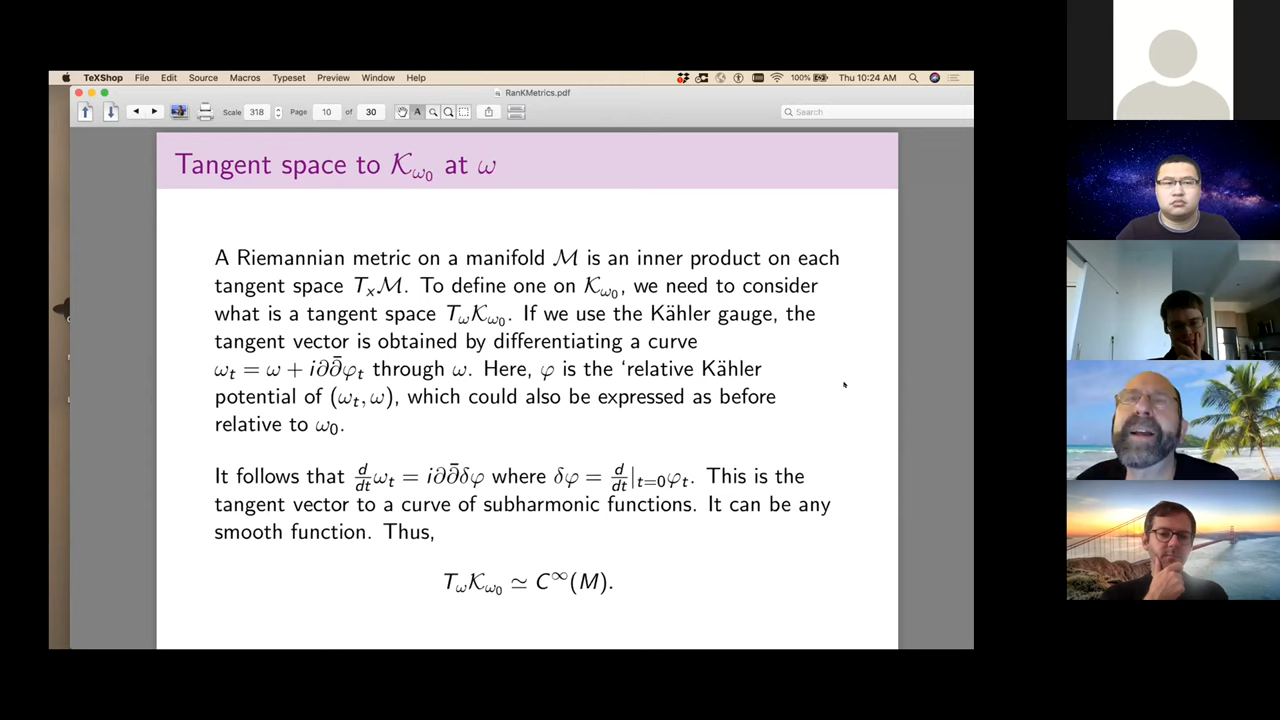 TeXShop File Edit Source Macros Typeset Preview Window Help 100% Thu 10:24 AM
RanKMetrics.pdf
Scale 318 Page 10 of 30 A Search
Tangent space to 𝒦_{ω₀} at ω
A Riemannian metric on a manifold ℳ is an inner product on each
tangent space Tₓℳ. To define one on 𝒦_{ω₀}, we need to consider
what is a tangent space T_ω𝒦_{ω₀}. If we use the Kähler gauge, the
tangent vector is obtained by differentiating a curve
ω_t = ω + i∂∂̄φ_t through ω. Here, φ is the ‘relative Kähler
potential of (ω_t, ω), which could also be expressed as before
relative to ω₀.
It follows that d/dt ω_t = i∂∂̄δφ where δφ = d/dt|_{t=0}φ_t. This is the
tangent vector to a curve of subharmonic functions. It can be any
smooth function. Thus,
T_ω𝒦_{ω₀} ≃ C^∞(M).